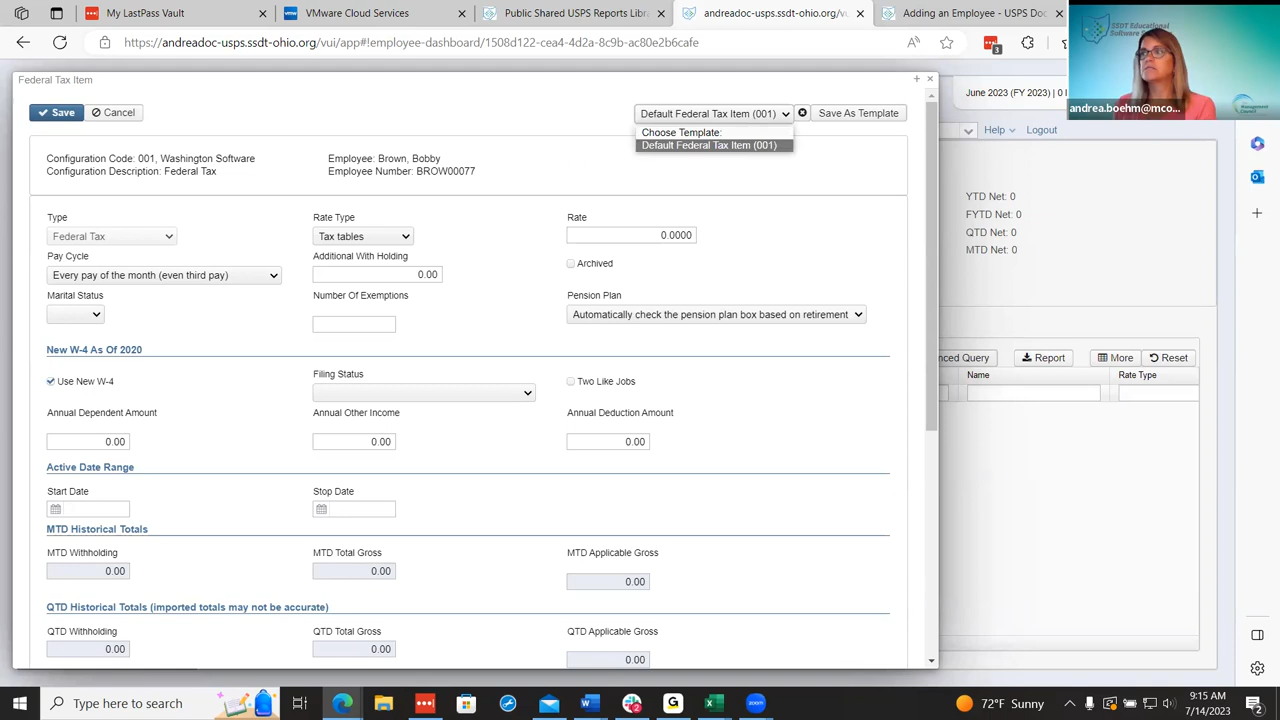 My LastPass Vault
VMware Cloud Services
Public Shared USPS Reports Libra
andreadoc-usps.ssdt-ohio.org/vui/
Adding an Employee - USPS Doc
https://andreadoc-usps.ssdt-ohio.org/vui/app#!employee-dashboard/1508d122-cea4-4d2a-8c9b-ac80e2b6cafe
3
SSDT Educational
andrea.boehm@mco...
Federal Tax Item
June 2023 (FY 2023) | 0
Help
Logout
Save
Cancel
Default Federal Tax Item (001)
Save As Template
Choose Template:
Default Federal Tax Item (001)
Configuration Code: 001, Washington Software
Employee: Brown, Bobby
Configuration Description: Federal Tax
Employee Number: BROW00077
YTD Net: 0
FYTD Net: 0
QTD Net: 0
MTD Net: 0
Type
Rate Type
Rate
Federal Tax
Tax tables
0.0000
Pay Cycle
Additional With Holding
Archived
Every pay of the month (even third pay)
0.00
Marital Status
Number Of Exemptions
Pension Plan
Automatically check the pension plan box based on retirement
New W-4 As Of 2020
Use New W-4
Filing Status
Two Like Jobs
Annual Dependent Amount
Annual Other Income
Annual Deduction Amount
0.00
0.00
0.00
Active Date Range
Start Date
Stop Date
MTD Historical Totals
MTD Withholding
MTD Total Gross
MTD Applicable Gross
0.00
0.00
0.00
QTD Historical Totals (imported totals may not be accurate)
QTD Withholding
QTD Total Gross
QTD Applicable Gross
0.00
0.00
0.00
nced Query
Report
More
Reset
Name
Rate Type
Type here to search
72°F Sunny
9:15 AM
7/14/2023
2